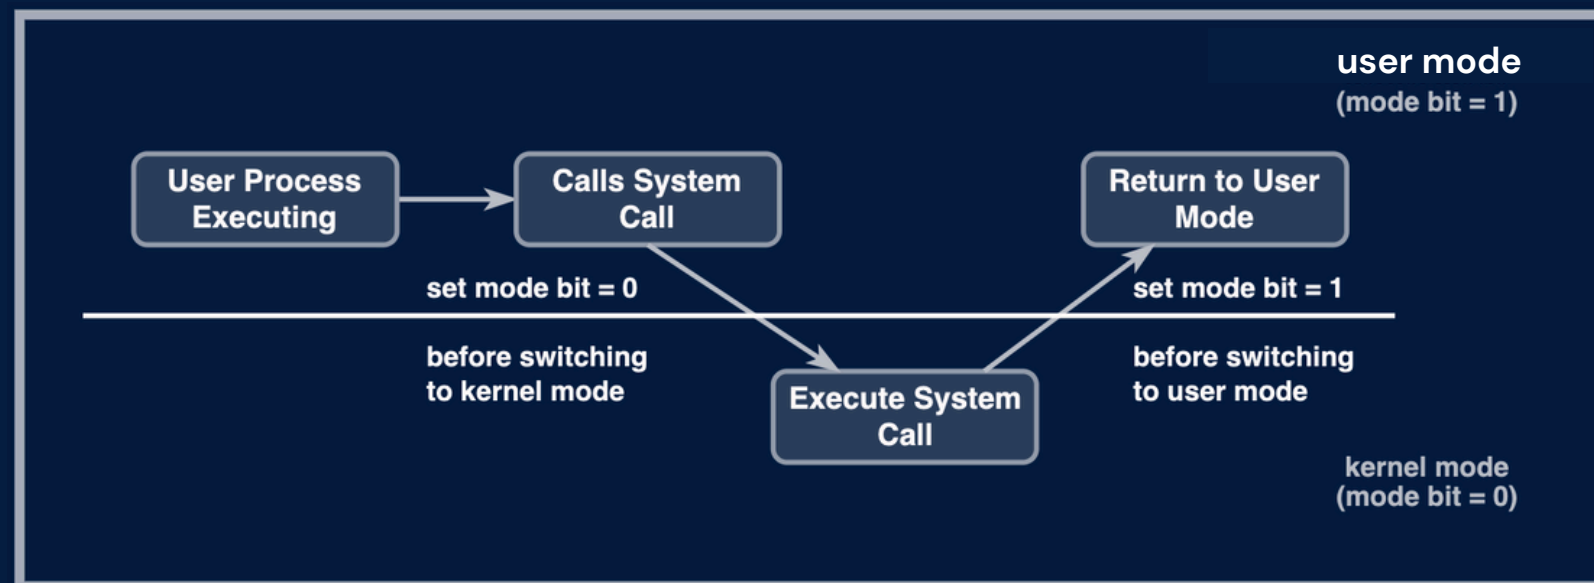 user mode
(mode bit = 1)
User Process
Executing
Calls System
Call
Return to User
Mode
set mode bit = 0
set mode bit = 1
before switching
to kernel mode
before switching
to user mode
Execute System
Call
kernel mode
(mode bit = 0)